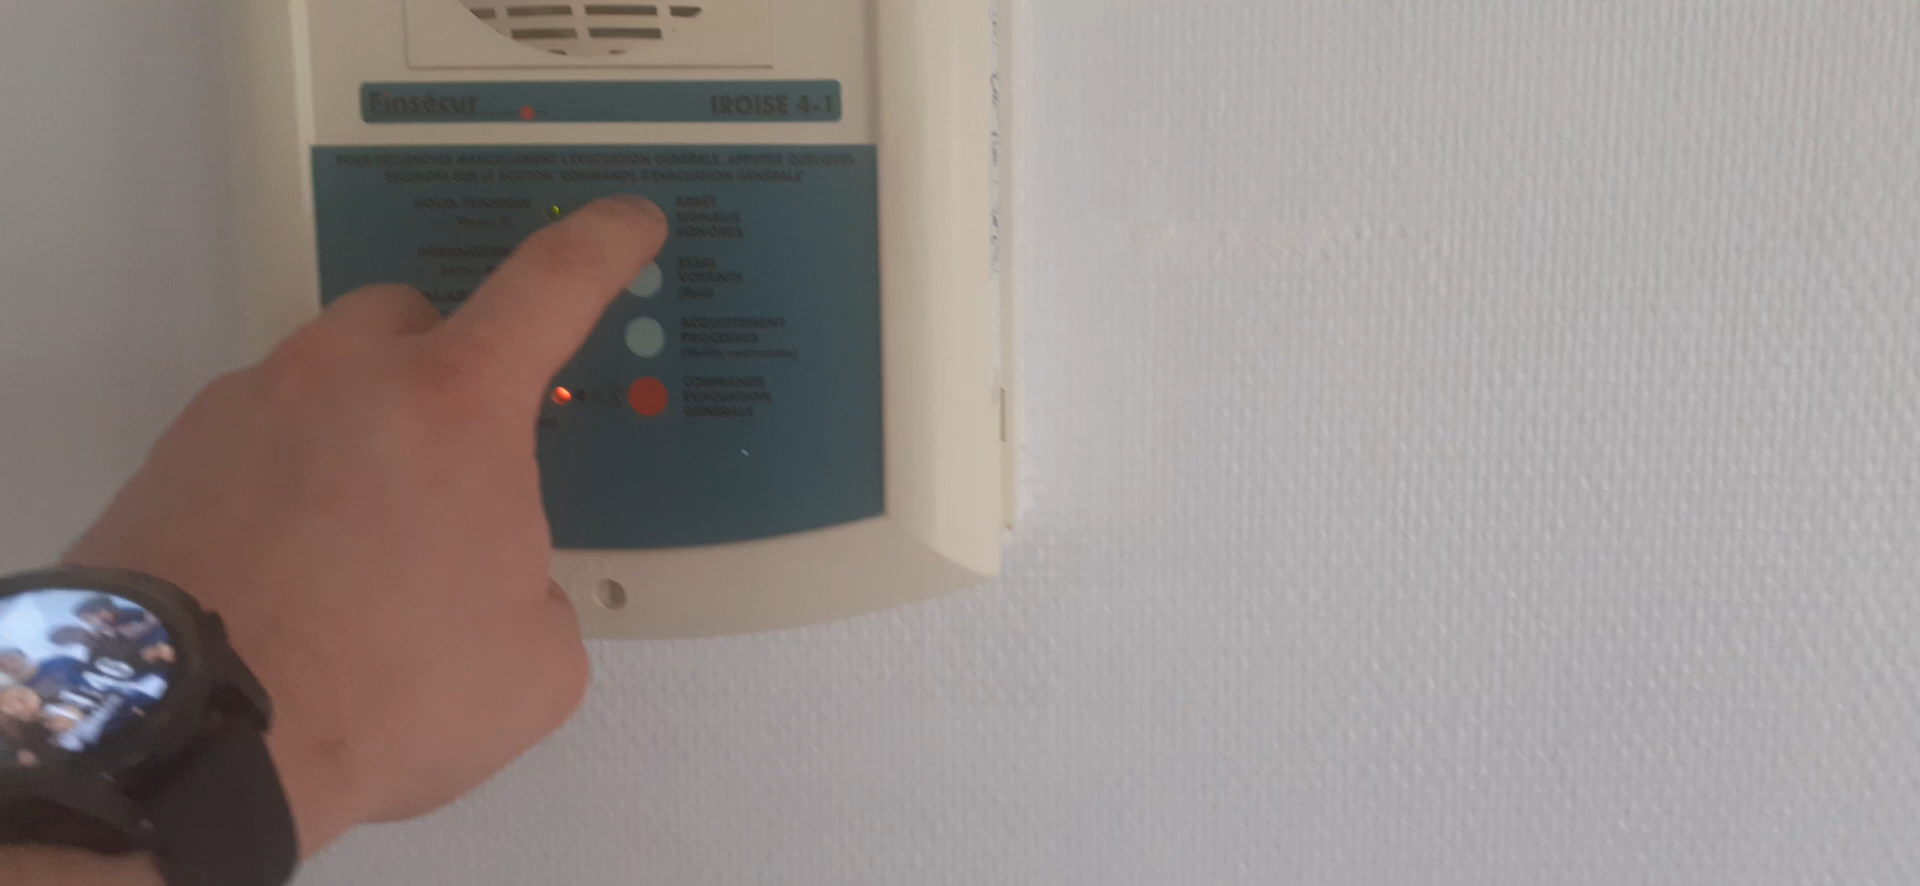 Finsécur
IROISE 4-1
POUR DÉCLENCHER MANUELLEMENT L'ÉVACUATION GÉNÉRALE, APPUYER QUELQUES
SECONDES SUR LE BOUTON "COMMANDE D'ÉVACUATION GÉNÉRALE"
SOUS TENSION
ARRÊT
SIGNAUX
SONORES
ESSAI
VOYANTS
ACQUITTEMENT
PROCESSUS
COMMANDE
ÉVACUATION
GÉNÉRALE